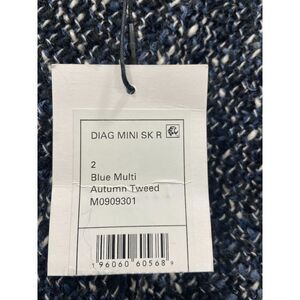 DIAG MINI SK R
2
Blue Multi
Autumn Tweed
M0909301
1 96060 60568 9